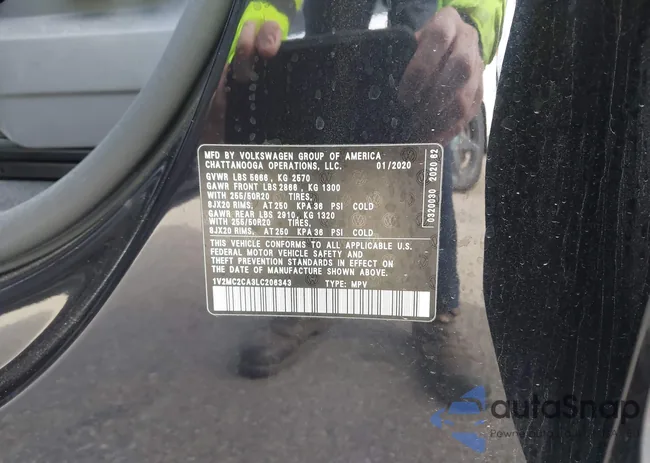 MFD BY VOLKSWAGEN GROUP OF AMERICA
CHATTANOOGA OPERATIONS, LLC. 01/2020
GVWR LBS 5666, KG 2570
GAWR FRONT LBS 2866, KG 1300
WITH 255/50R20 TIRES,
8JX20 RIMS, AT 250 KPA 36 PSI COLD
GAWR REAR LBS 2910, KG 1320
WITH 255/50R20 TIRES,
8JX20 RIMS, AT 250 KPA 36 PSI COLD
THIS VEHICLE CONFORMS TO ALL APPLICABLE U.S.
FEDERAL MOTOR VEHICLE SAFETY AND
THEFT PREVENTION STANDARDS IN EFFECT ON
THE DATE OF MANUFACTURE SHOWN ABOVE.
1V2MC2CA3LC206343 TYPE: MPV
0320030 2020 62
autoSnap